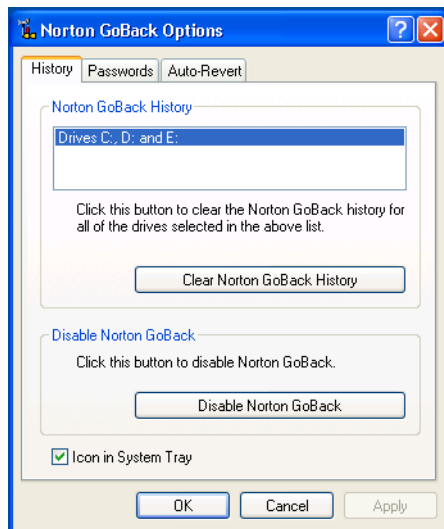 Norton GoBack Options
History Passwords Auto-Revert
Norton GoBack History
Drives C:, D: and E:
Click this button to clear the Norton GoBack history for
all of the drives selected in the above list.
Clear Norton GoBack History
Disable Norton GoBack
Click this button to disable Norton GoBack.
Disable Norton GoBack
Icon in System Tray
OK Cancel Apply